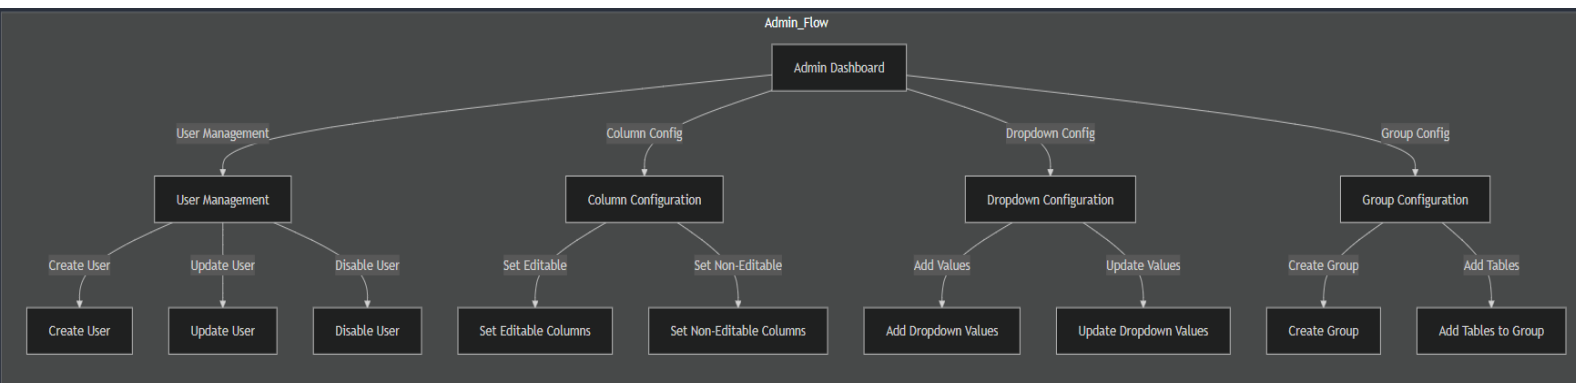 Admin_Flow
Admin Dashboard
User Management
Column Config
Dropdown Config
Group Config
User Management
Column Configuration
Dropdown Configuration
Group Configuration
Create User
Update User
Disable User
Set Editable
Set Non-Editable
Add Values
Update Values
Create Group
Add Tables
Create User
Update User
Disable User
Set Editable Columns
Set Non-Editable Columns
Add Dropdown Values
Update Dropdown Values
Create Group
Add Tables to Group